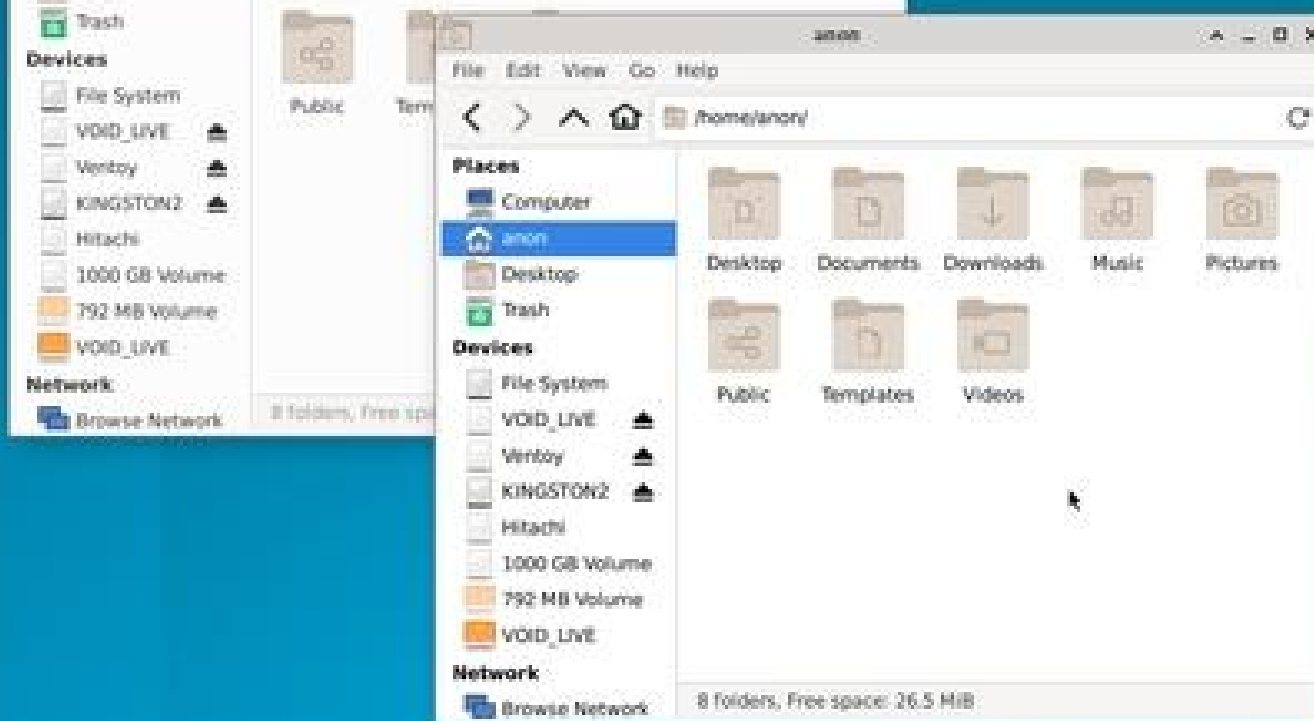 Trash
Devices
File System
VOID_LIVE
Ventoy
KINGSTON2
Hitachi
1000 GB Volume
792 MB Volume
VOID_LIVE
Network
Browse Network
Public
Tem
8 folders, Free spa
anon
File Edit View Go Help
/home/anon/
Places
Computer
anon
Desktop
Trash
Devices
File System
VOID_LIVE
Ventoy
KINGSTON2
Hitachi
1000 GB Volume
792 MB Volume
VOID_LIVE
Network
Browse Network
Desktop Documents Downloads Music Pictures
Public Templates Videos
8 folders, Free space: 26.5 MiB